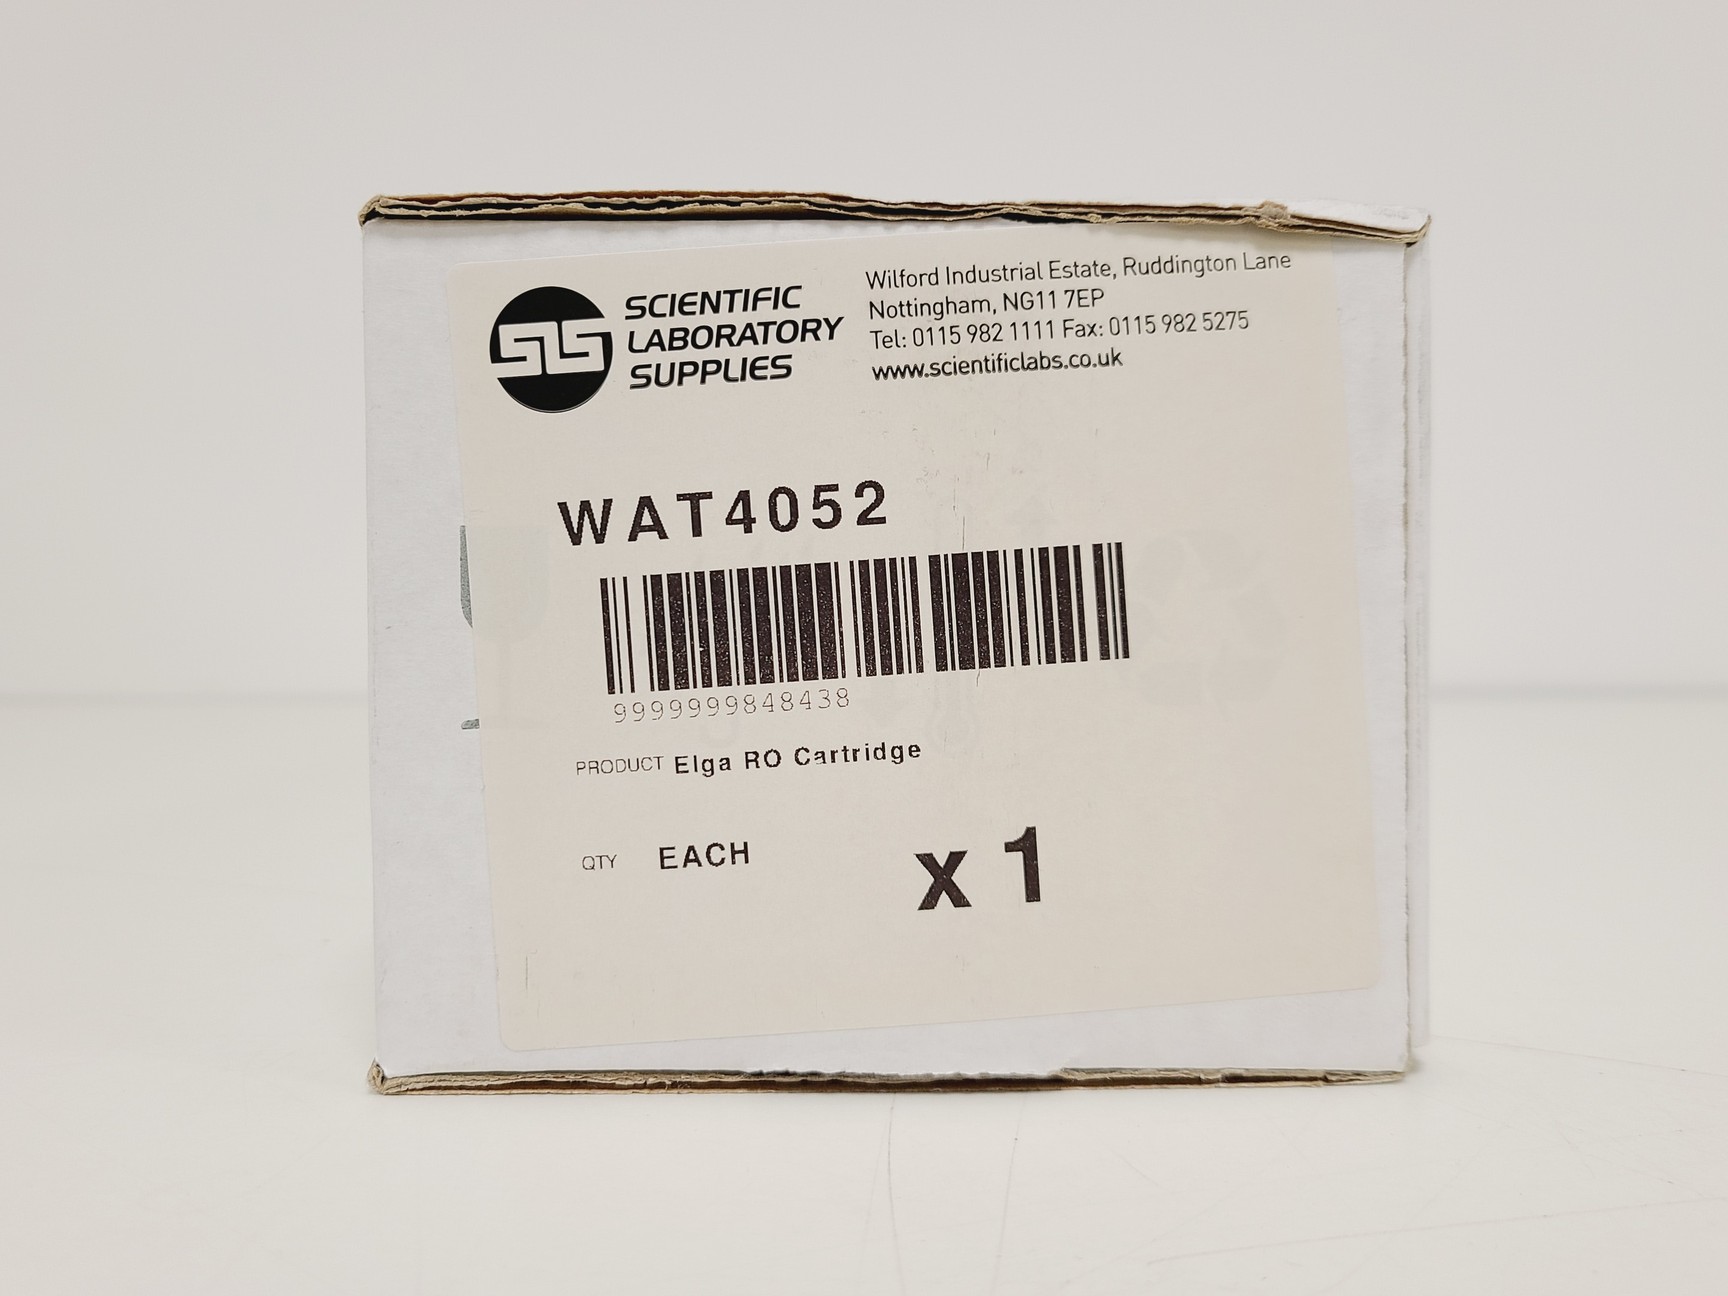 SLS
SCIENTIFIC
LABORATORY
SUPPLIES
Wilford Industrial Estate, Ruddington Lane
Nottingham, NG11 7EP
Tel: 0115 982 1111 Fax: 0115 982 5275
www.scientificlabs.co.uk
WAT4052
9999999848438
PRODUCT Elga RO Cartridge
QTY EACH x 1